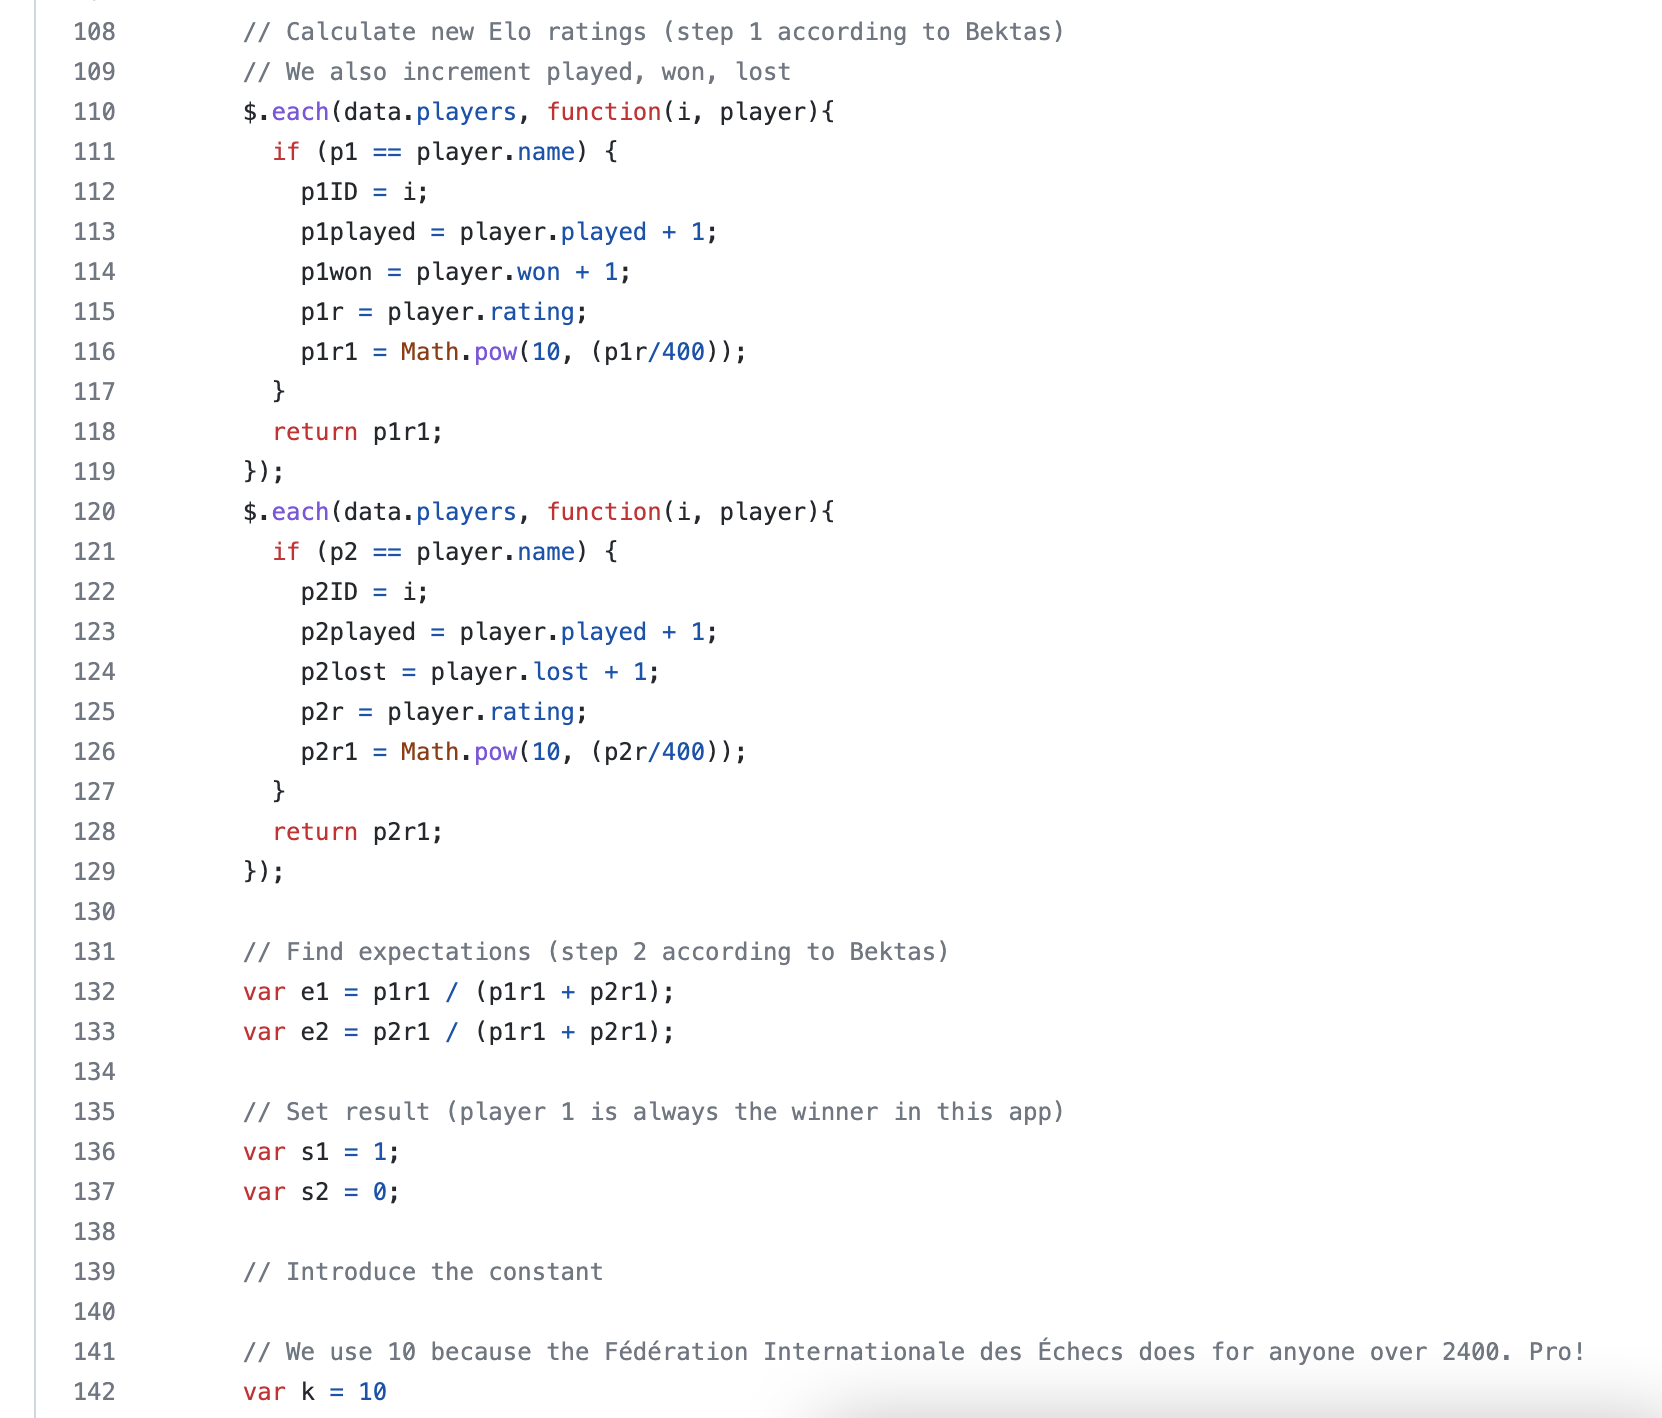 108 // Calculate new Elo ratings (step 1 according to Bektas)
109 // We also increment played, won, lost
110 $.each(data.players, function(i, player){
111 if (p1 == player.name) {
112 p1ID = i;
113 p1played = player.played + 1;
114 p1won = player.won + 1;
115 p1r = player.rating;
116 p1r1 = Math.pow(10, (p1r/400));
117 }
118 return p1r1;
119 });
120 $.each(data.players, function(i, player){
121 if (p2 == player.name) {
122 p2ID = i;
123 p2played = player.played + 1;
124 p2lost = player.lost + 1;
125 p2r = player.rating;
126 p2r1 = Math.pow(10, (p2r/400));
127 }
128 return p2r1;
129 });
130
131 // Find expectations (step 2 according to Bektas)
132 var e1 = p1r1 / (p1r1 + p2r1);
133 var e2 = p2r1 / (p1r1 + p2r1);
134
135 // Set result (player 1 is always the winner in this app)
136 var s1 = 1;
137 var s2 = 0;
138
139 // Introduce the constant
140
141 // We use 10 because the Fédération Internationale des Échecs does for anyone over 2400. Pro!
142 var k = 10